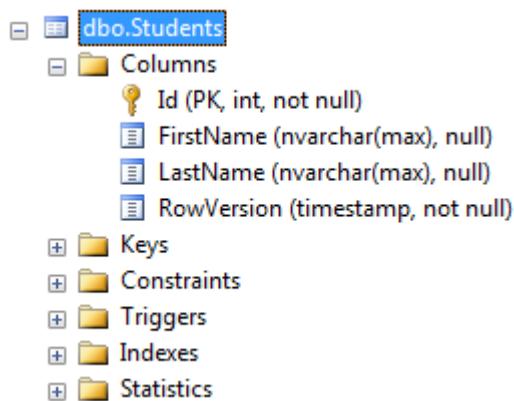 dbo.Students
Columns
Id (PK, int, not null)
FirstName (nvarchar(max), null)
LastName (nvarchar(max), null)
RowVersion (timestamp, not null)
Keys
Constraints
Triggers
Indexes
Statistics